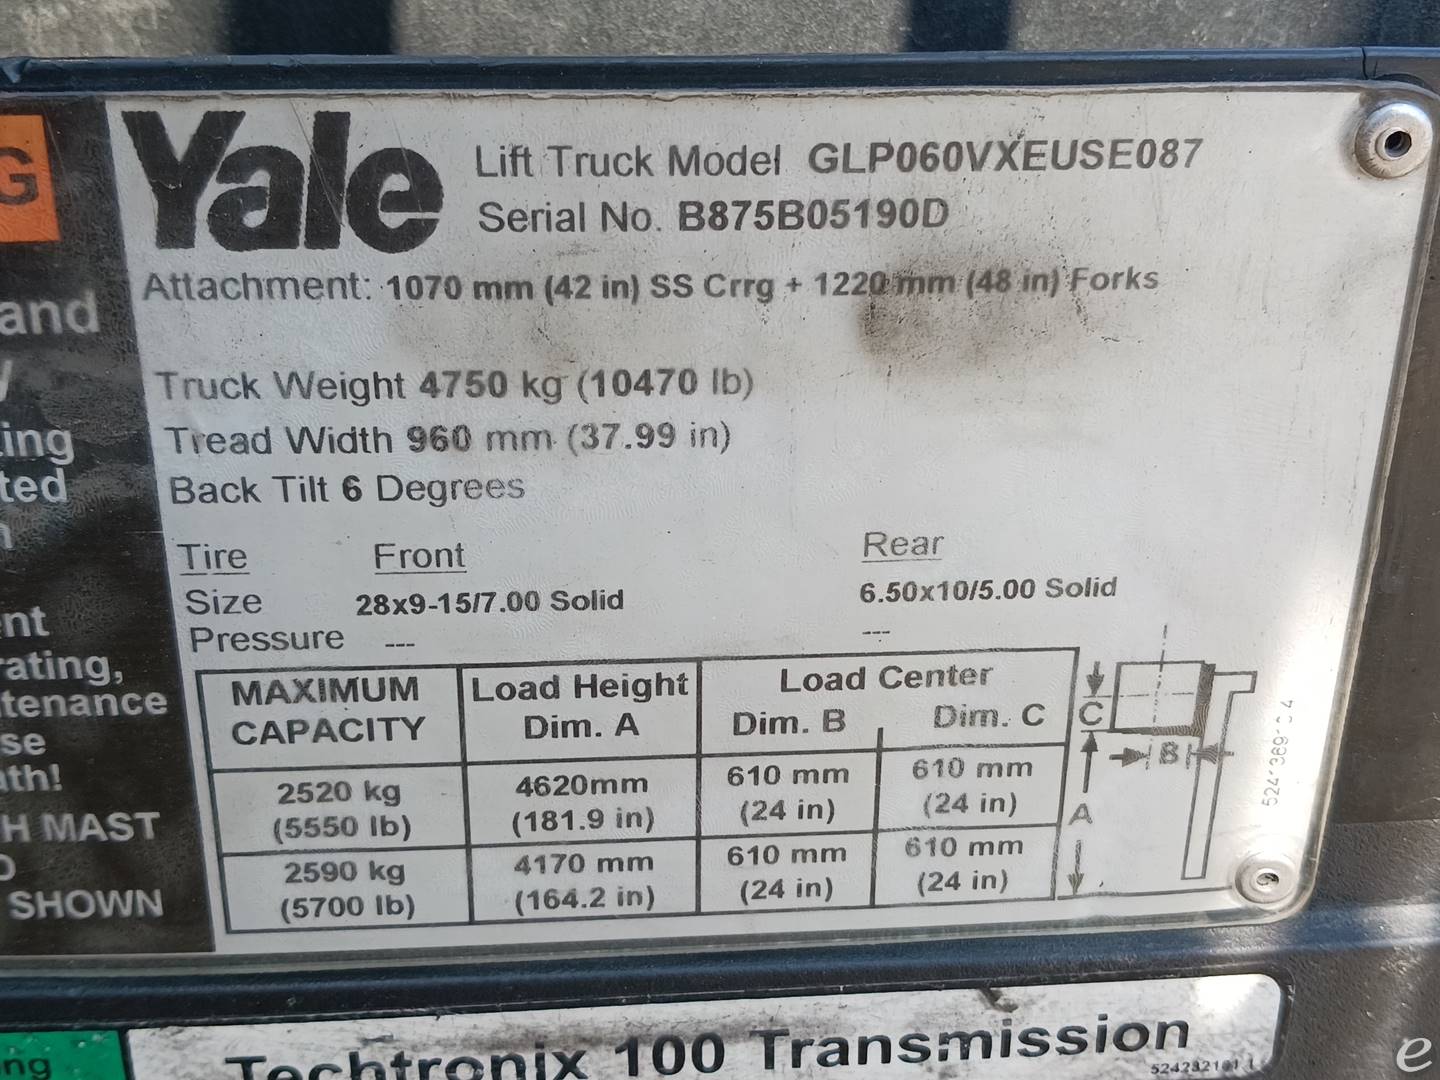 G
Yale
Lift Truck Model GLP060VXEUSE087
Serial No. B875B05190D
Attachment: 1070 mm (42 in) SS Crrg + 1220 mm (48 in) Forks
Truck Weight 4750 kg (10470 lb)
Tread Width 960 mm (37.99 in)
Back Tilt 6 Degrees
Tire Front Rear
Size 28x9-15/7.00 Solid 6.50x10/5.00 Solid
Pressure --- ---
MAXIMUM CAPACITY Load Height Dim. A Load Center Dim. B Dim. C
2520 kg (5550 lb) 4620mm (181.9 in) 610 mm (24 in) 610 mm (24 in)
2590 kg (5700 lb) 4170 mm (164.2 in) 610 mm (24 in) 610 mm (24 in)
C
B
A
and
ing
ted
nt
rating,
tenance
se
ath!
H MAST
SHOWN
Techtronix 100 Transmission
ng
e